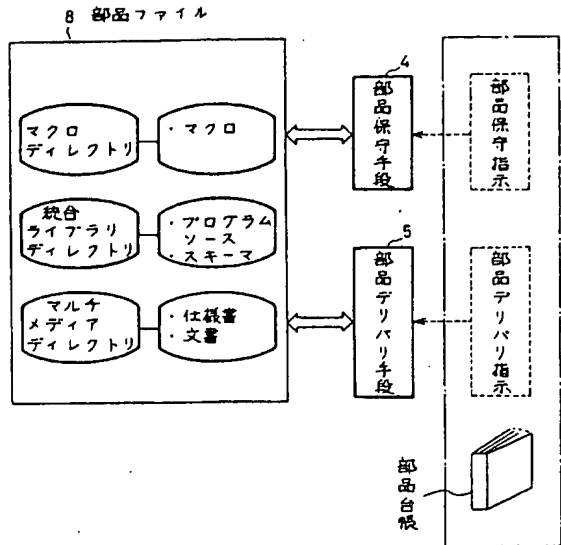 8 部品ファイル
マクロ
ディレクトリ
・マクロ
統合
ライブラリ
ディレクトリ
・プログラム
ソース
・スキーマ
マルチ
メディア
ディレクトリ
・仕様書
・文書
4
部品保守手段
部品保守指示
5
部品デリバリ手段
部品デリバリ指示
部品台帳